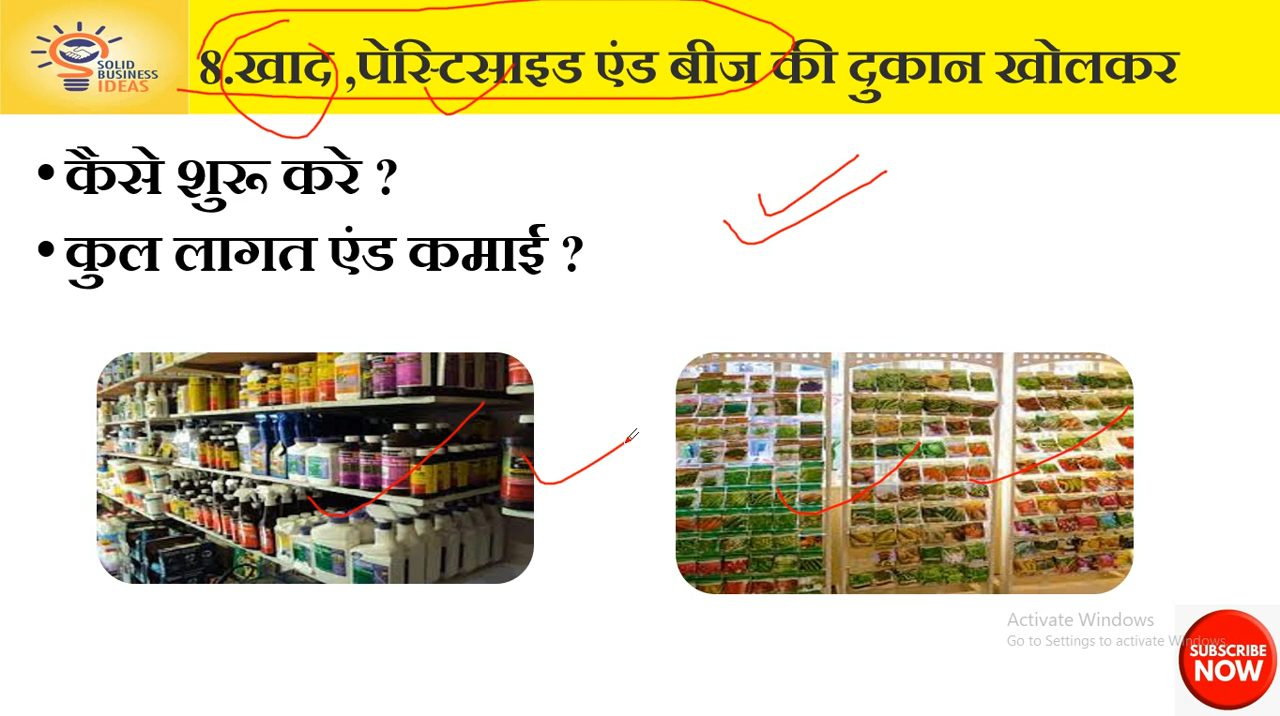 SOLID
BUSINESS
IDEAS
8.खाद ,पेस्टिसाइड एंड बीज की दुकान खोलकर
• कैसे शुरू करे ?
• कुल लागत एंड कमाई ?
Activate Windows
Go to Settings to activate Windows.
SUBSCRIBE
NOW